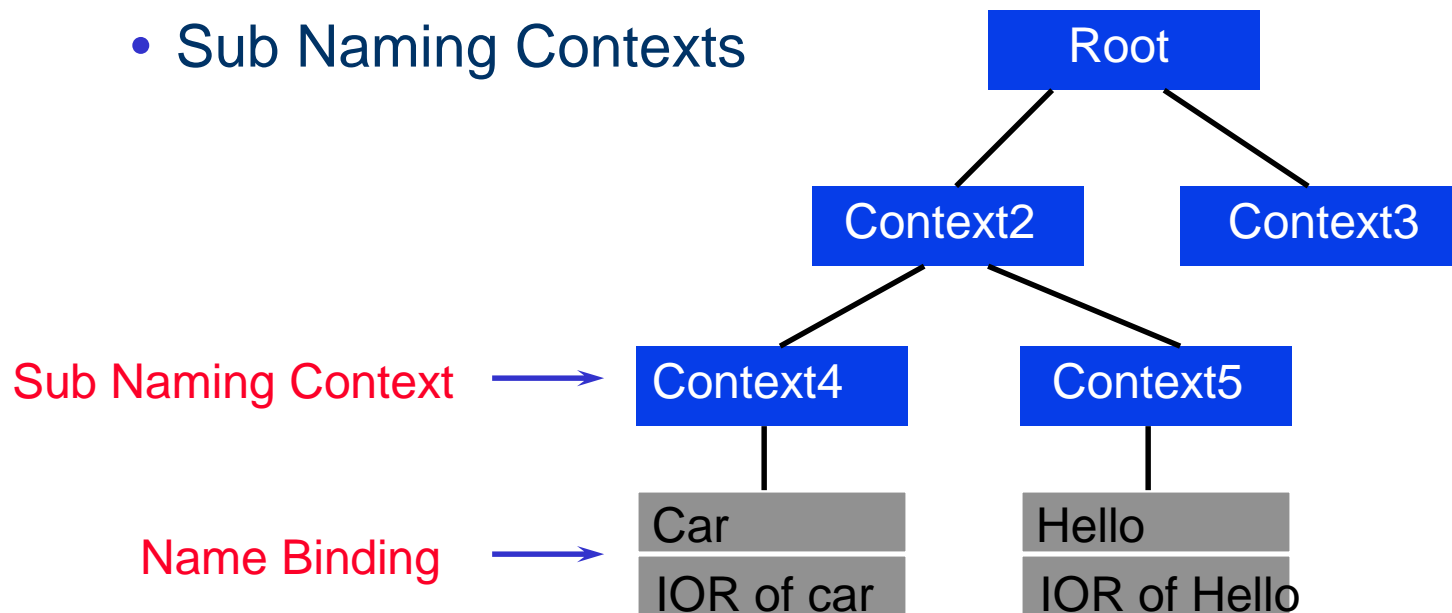 • Sub Naming Contexts
Root
Context2
Context3
Sub Naming Context
Context4
Context5
Name Binding
Car
IOR of car
Hello
IOR of Hello